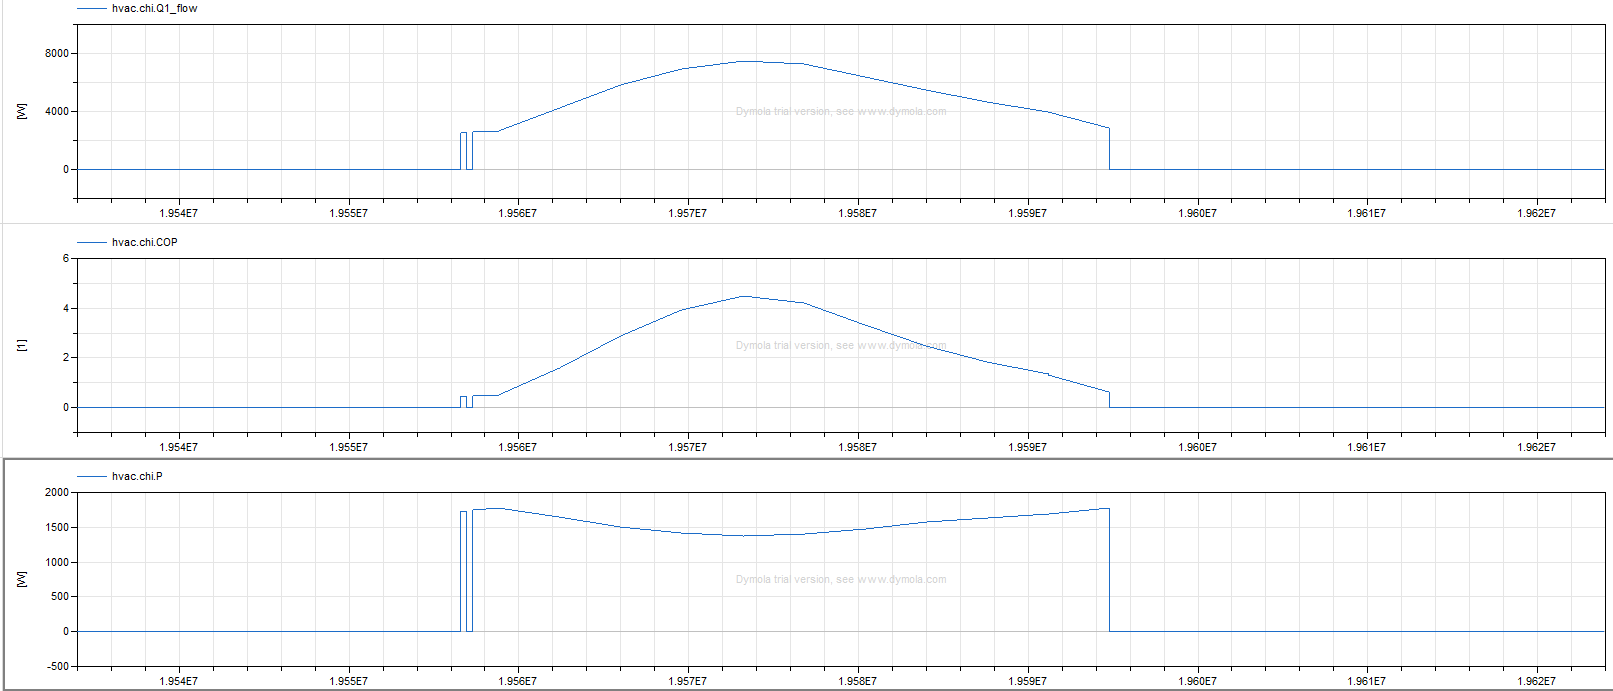 hvac.chi.Q1_flow
8000
4000
0
[W]
Dymola trial version, see www.dymola.com
1.954E7 1.955E7 1.956E7 1.957E7 1.958E7 1.959E7 1.960E7 1.961E7 1.962E7
hvac.chi.COP
6
4
2
0
[1]
Dymola trial version, see www.dymola.com
1.954E7 1.955E7 1.956E7 1.957E7 1.958E7 1.959E7 1.960E7 1.961E7 1.962E7
hvac.chi.P
2000
1500
1000
500
0
-500
[W]
Dymola trial version, see www.dymola.com
1.954E7 1.955E7 1.956E7 1.957E7 1.958E7 1.959E7 1.960E7 1.961E7 1.962E7